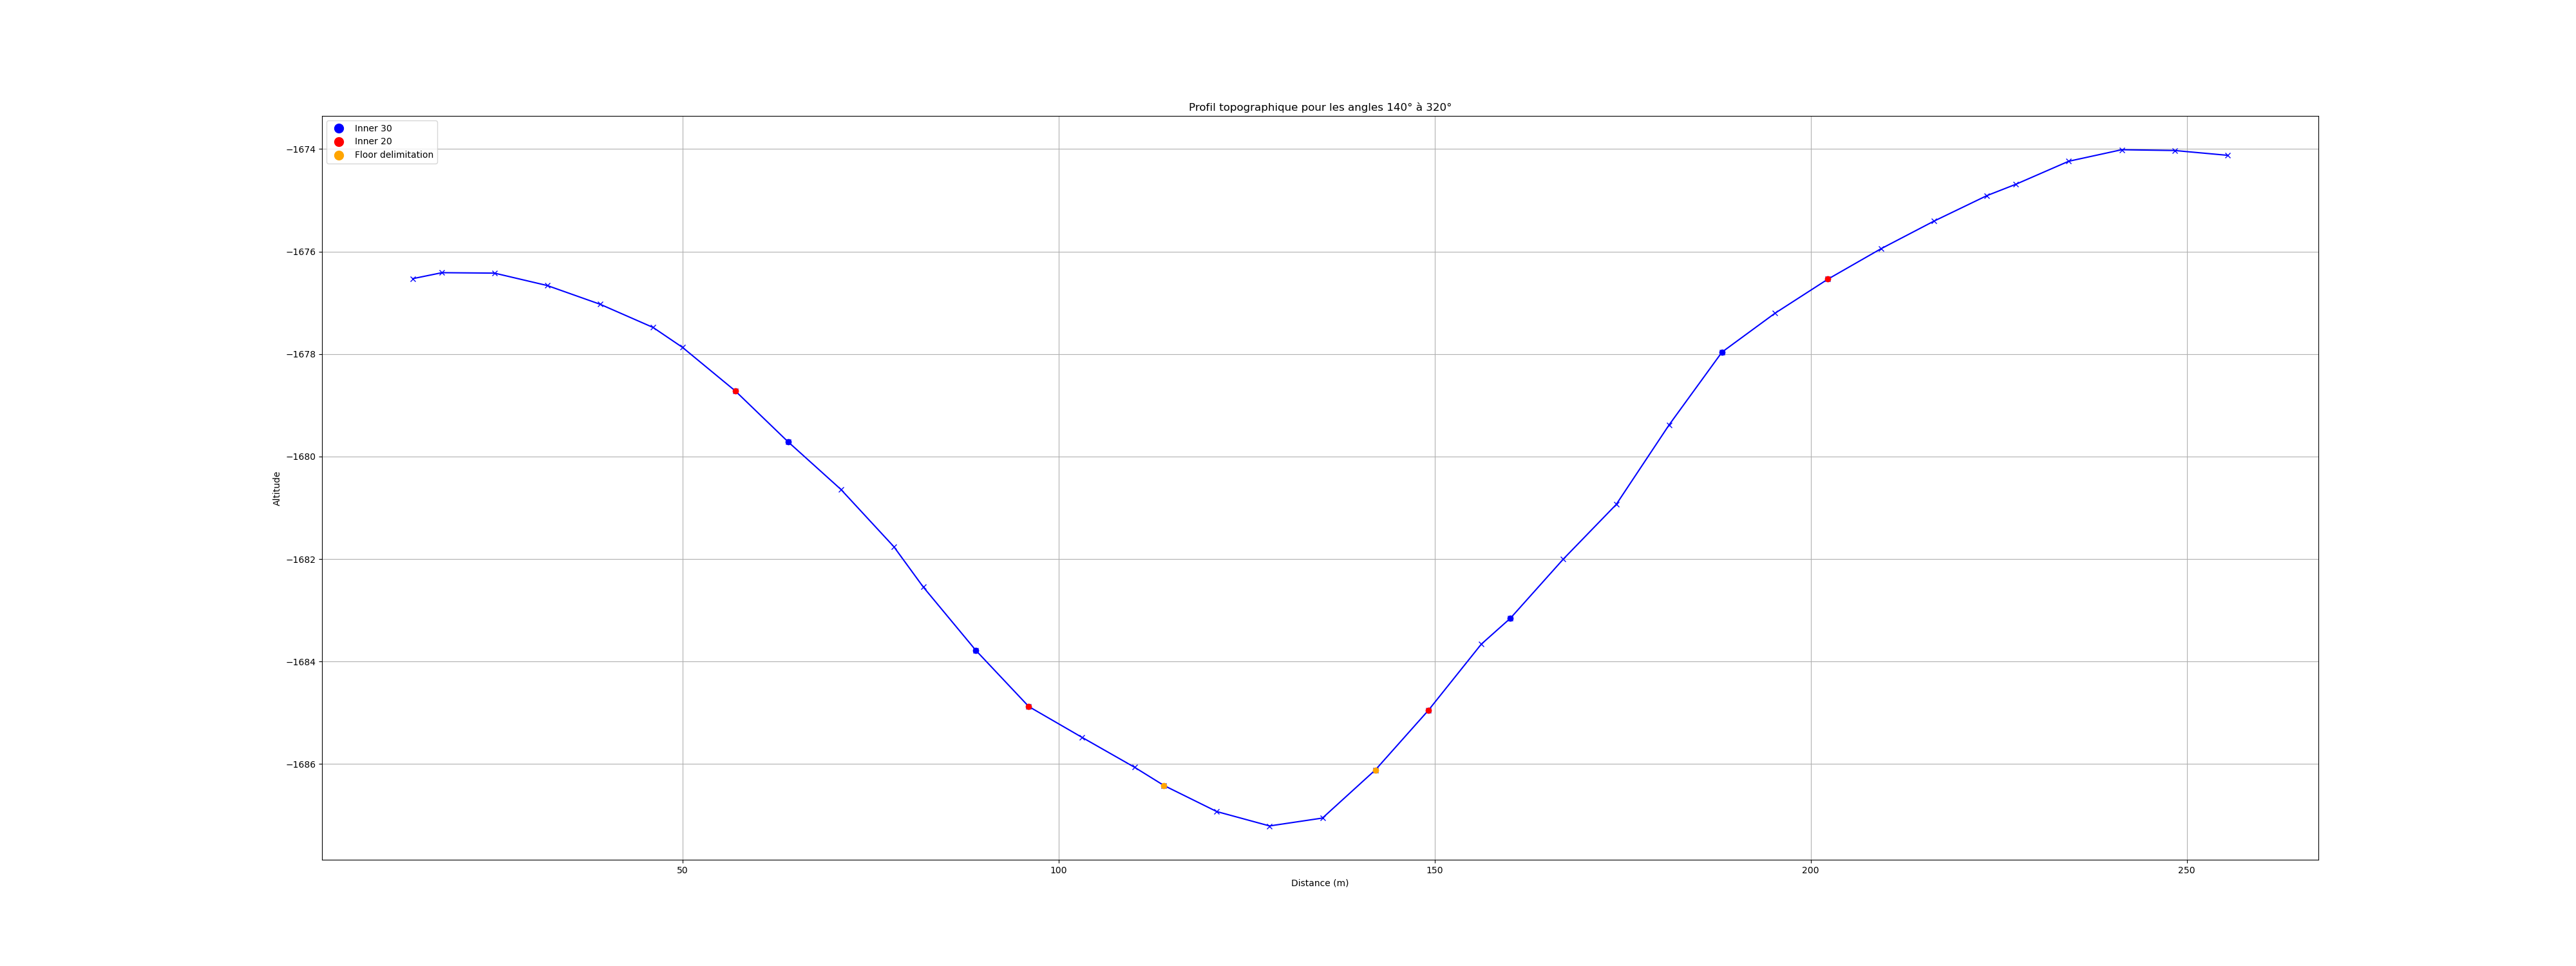 Profil topographique pour les angles 140° à 320°
Inner 30
Inner 20
Floor delimitation
−1674
−1676
−1678
−1680
−1682
−1684
−1686
Altitude
50
100
150
200
250
Distance (m)